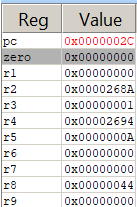 Reg Value
pc 0x0000002C
zero 0x00000000
r1 0x00000000
r2 0x0000268A
r3 0x00000001
r4 0x00002694
r5 0x0000000A
r6 0x00000000
r7 0x00000000
r8 0x00000044
r9 0x00000000